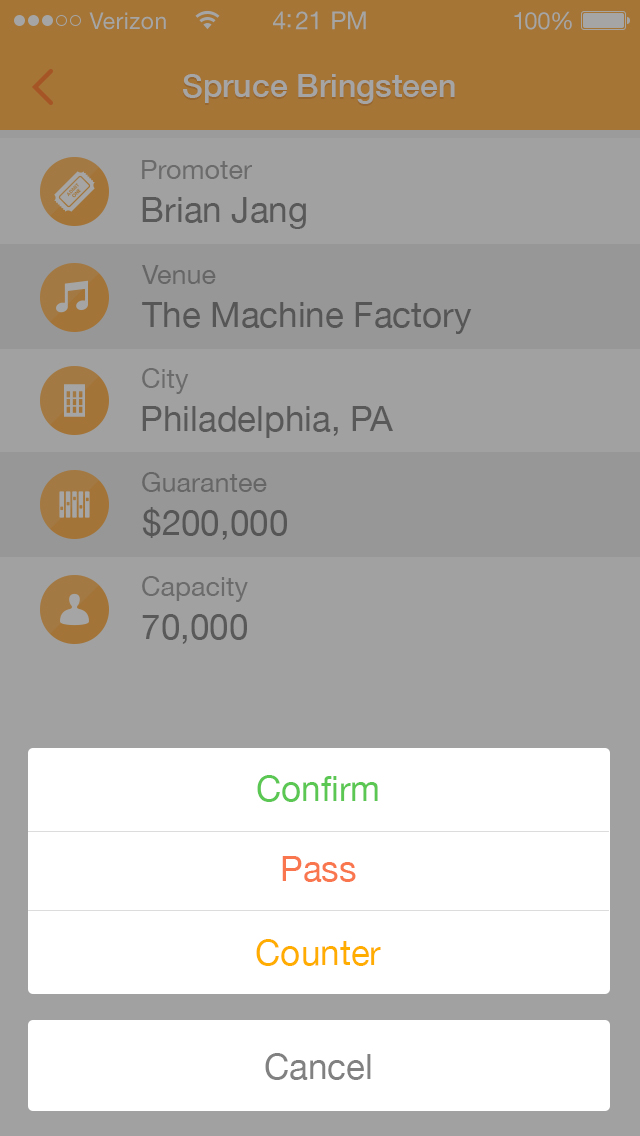 Verizon 4:21 PM 100%
Spruce Bringsteen
Promoter
Brian Jang
Venue
The Machine Factory
City
Philadelphia, PA
Guarantee
$200,000
Capacity
70,000
Confirm
Pass
Counter
Cancel